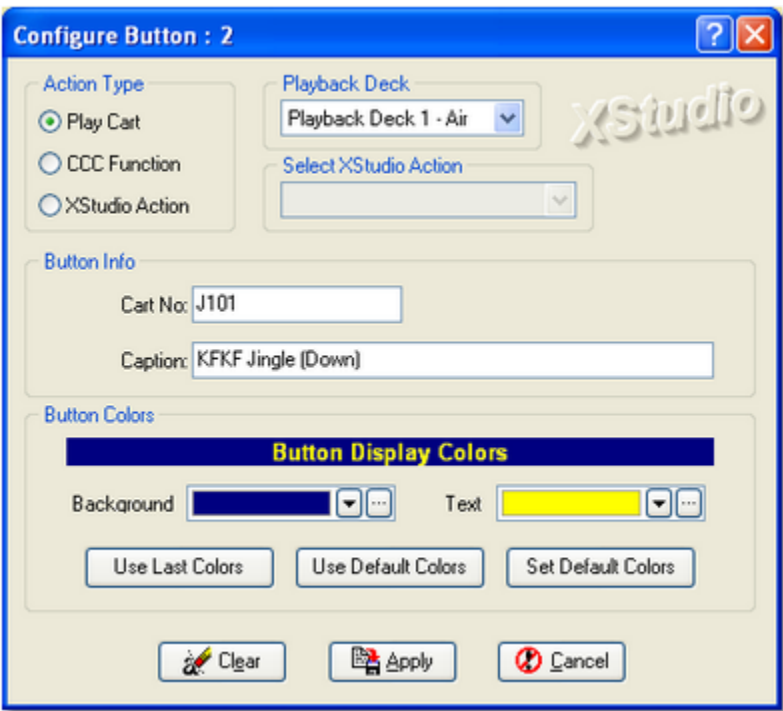 Configure Button : 2
Action Type
Play Cart
CCC Function
XStudio Action
Playback Deck
Playback Deck 1 - Air
Select XStudio Action
XStudio
Button Info
Cart No: J101
Caption: KFKF Jingle (Down)
Button Colors
Button Display Colors
Background
Text
Use Last Colors
Use Default Colors
Set Default Colors
Clear
Apply
Cancel